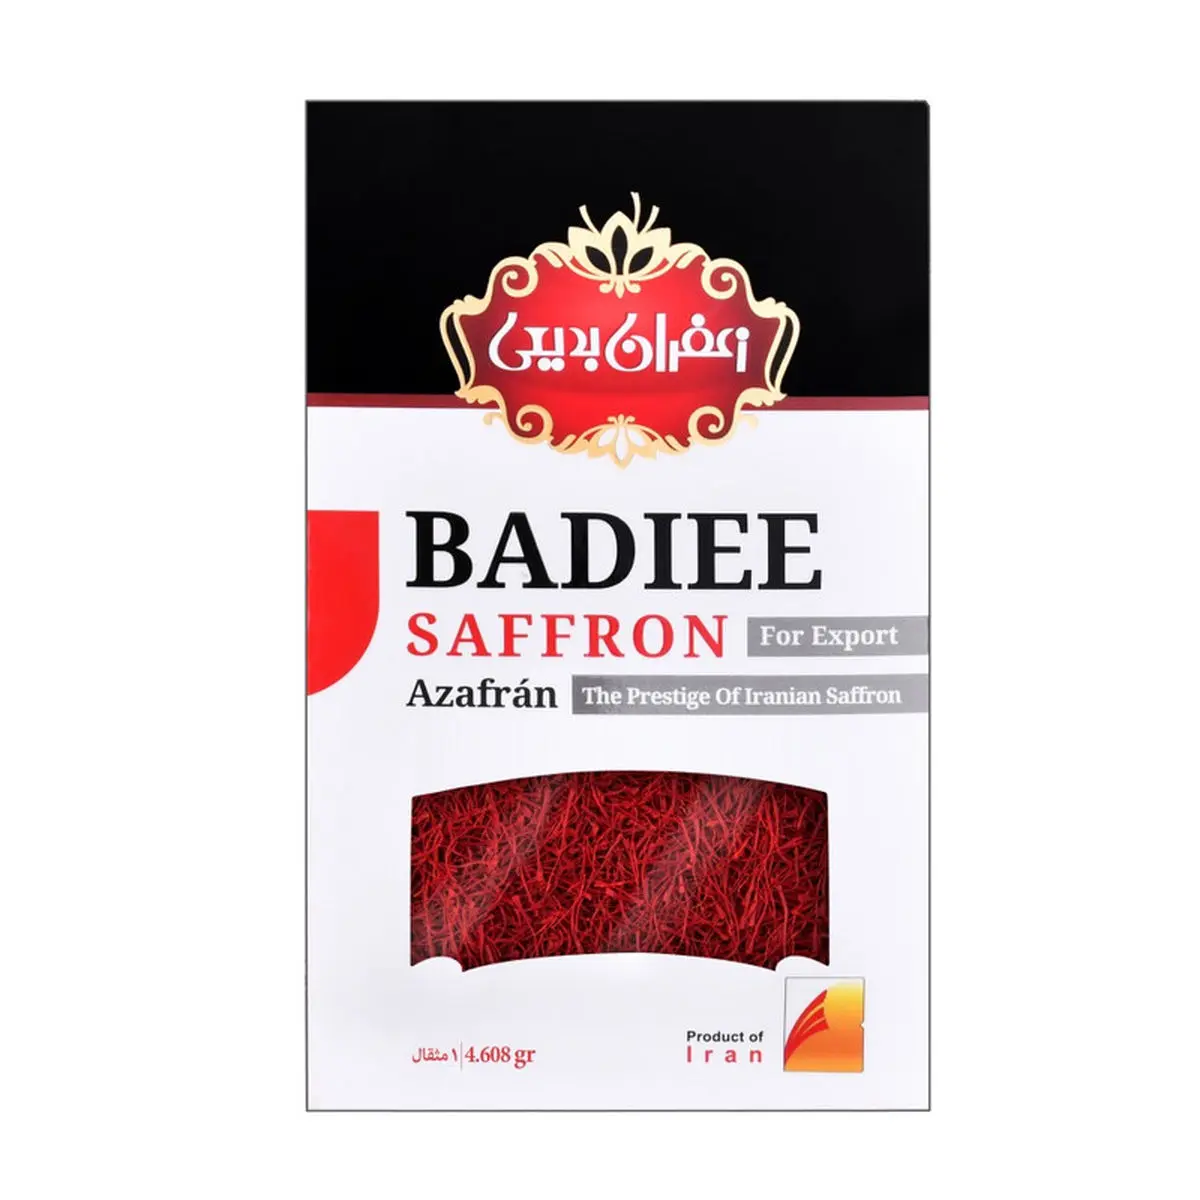 زعفران بدیعی
BADIEE
SAFFRON For Export
Azafrán The Prestige Of Iranian Saffron
Product of
Iran
۱ مثقال | 4.608 gr